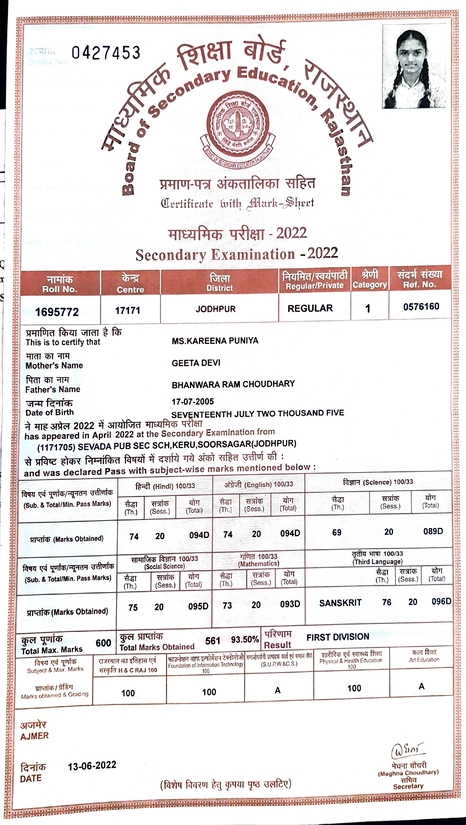 0427453
माध्यमिक शिक्षा बोर्ड, राजस्थान
Board of Secondary Education, Rajasthan
प्रमाण-पत्र अंकतालिका सहित
Certificate with Mark-Sheet
माध्यमिक परीक्षा - 2022
Secondary Examination - 2022
नामांक केन्द्र जिला नियमित/स्वयंपाठी श्रेणी संदर्भ संख्या
Roll No. Centre District Regular/Private Category Ref. No.
1695772 17171 JODHPUR REGULAR 1 0576160
प्रमाणित किया जाता है कि
This is to certify that MS.KAREENA PUNIYA
माता का नाम
Mother's Name GEETA DEVI
पिता का नाम
Father's Name BHANWARA RAM CHOUDHARY
जन्म दिनांक 17-07-2005
Date of Birth SEVENTEENTH JULY TWO THOUSAND FIVE
ने माह अप्रेल 2022 में आयोजित माध्यमिक परीक्षा
has appeared in April 2022 at the Secondary Examination from
(1171705) SEVADA PUB SEC SCH,KERU,SOORSAGAR(JODHPUR)
से प्रविष्ट होकर निम्नांकित विषयों में दर्शाये गये अंको सहित उत्तीर्ण की :
and was declared Pass with subject-wise marks mentioned below :
विषय एवं पूर्णांक/न्यूनतम उत्तीर्णांक हिन्दी (Hindi) 100/33 अंग्रेजी (English) 100/33 विज्ञान (Science) 100/33
(Sub. & Total/Min. Pass Marks) सैद्धा सत्रांक योग सैद्धा सत्रांक योग सैद्धा सत्रांक योग
(Th.) (Sess.) (Total) (Th.) (Sess.) (Total) (Th.) (Sess.) (Total)
प्राप्तांक (Marks Obtained) 74 20 094D 74 20 094D 69 20 089D
विषय एवं पूर्णांक/न्यूनतम उत्तीर्णांक सामाजिक विज्ञान 100/33 गणित 100/33 तृतीय भाषा 100/33
(Sub. & Total/Min. Pass Marks) (Social Science) (Mathematics) (Third Language)
सैद्धा सत्रांक योग सैद्धा सत्रांक योग सैद्धा सत्रांक योग
(Th.) (Sess.) (Total) (Th.) (Sess.) (Total) (Th.) (Sess.) (Total)
प्राप्तांक (Marks Obtained) 75 20 095D 73 20 093D SANSKRIT 76 20 096D
कुल पूर्णांक 600 कुल प्राप्तांक 561 93.50% परिणाम FIRST DIVISION
Total Max. Marks Total Marks Obtained Result
विषय एवं पूर्णांक राजस्थान का इतिहास एवं शारीरिक एवं स्वास्थ्य शिक्षा कला शिक्षा
Subject & Max. Marks संस्कृति H & C RAJ 100 Foundation of Information Technology 100 (S.U.P.W &C.S.) Physical & Health Education 100 Art Education
प्राप्तांक / ग्रेडिंग
Marks obtained & Grading 100 100 A 100 A
अजमेर
AJMER
दिनांक 13-06-2022
DATE
मेघना चौधरी
(Meghna Choudhary)
सचिव
Secretary
(विशेष विवरण हेतु कृपया पृष्ठ उलटिए)